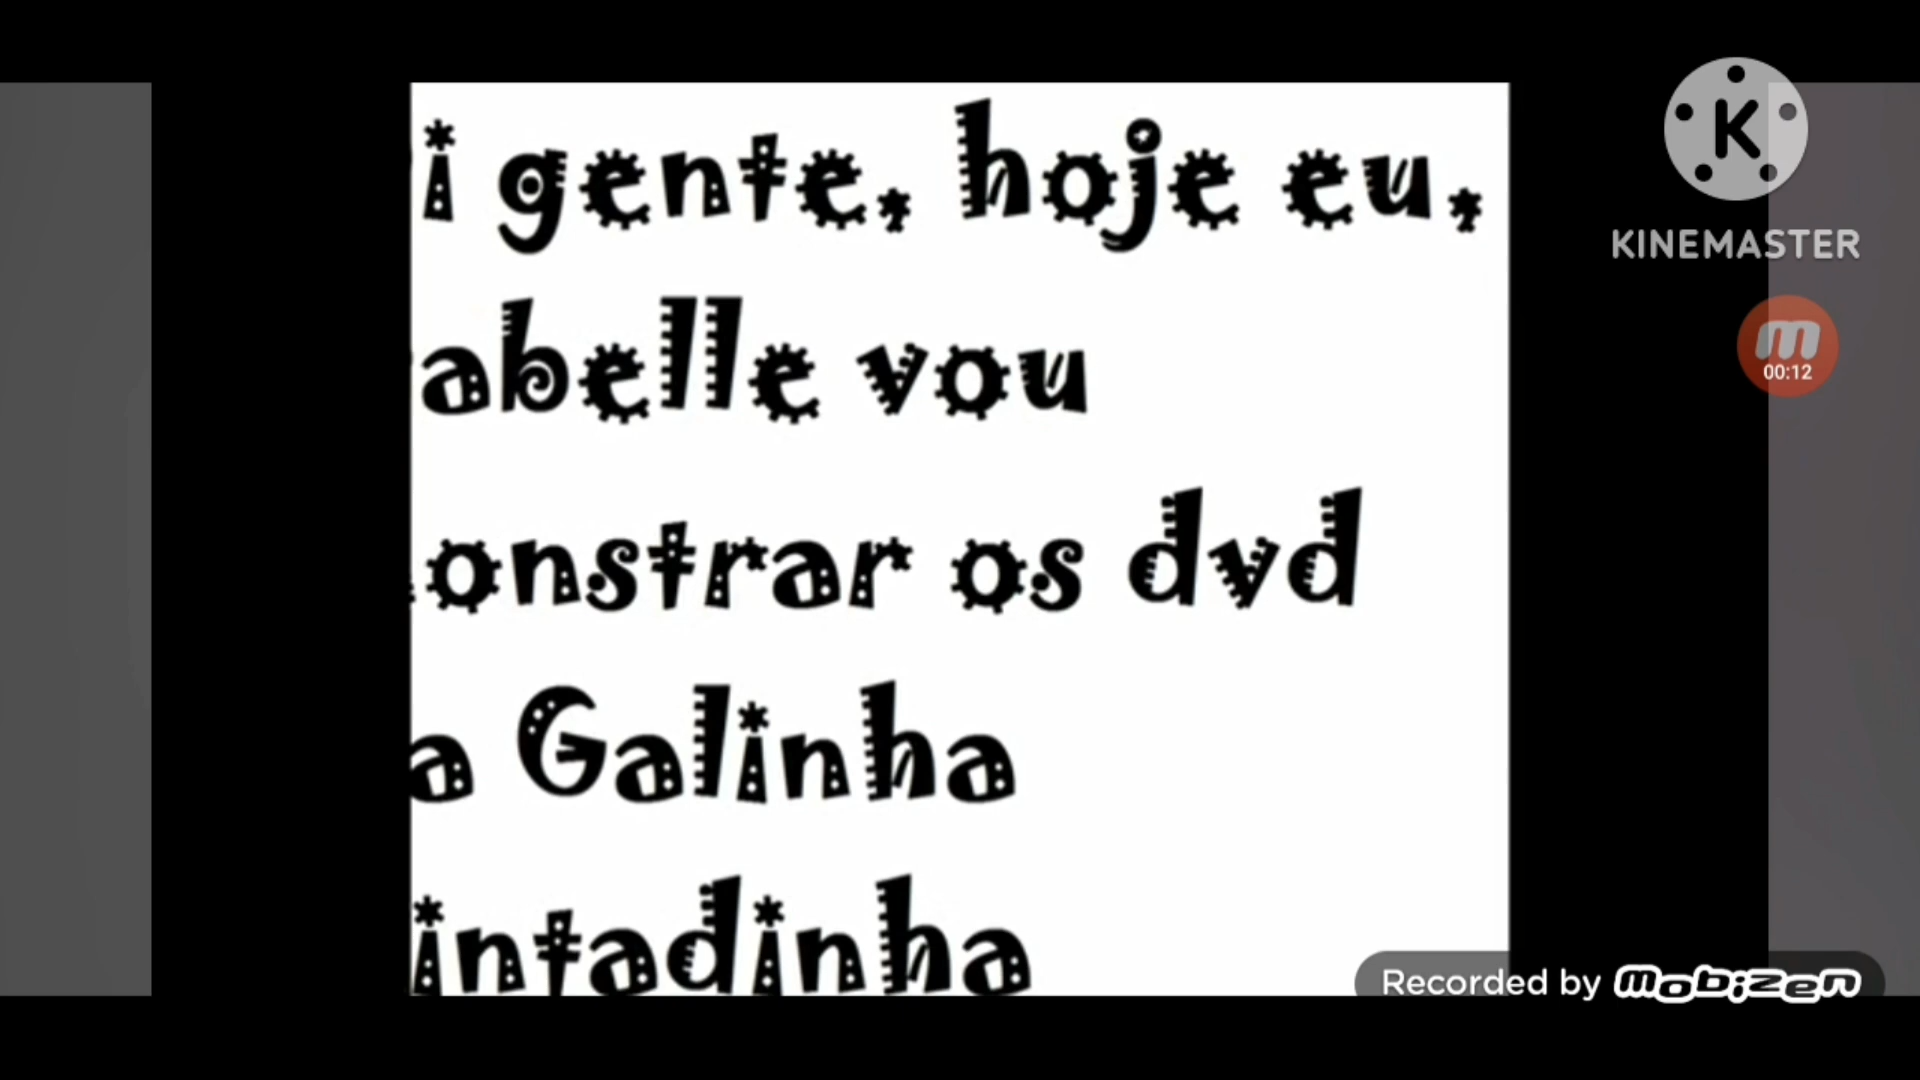 i gente, hoje eu,
abelle vou
onstrar os dvd
a Galinha
intadinha
K
KINEMASTER
m
00:12
Recorded by mobizen